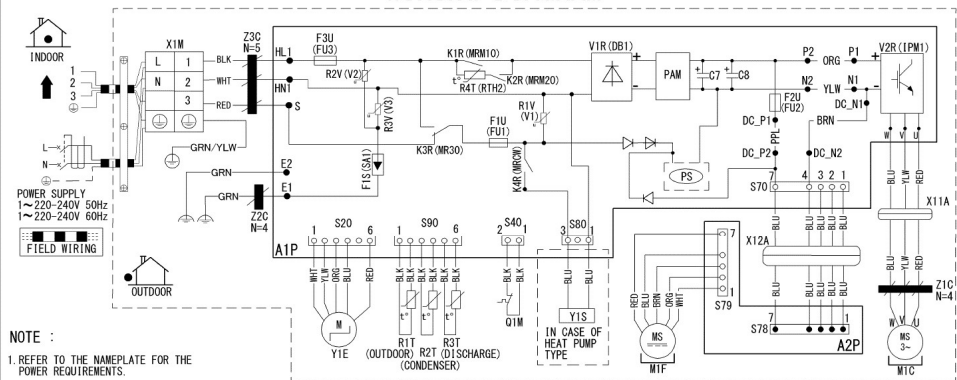 INDOOR
1
2
3
L
N
POWER SUPPLY
1~220-240V 50Hz
1~220-240V 60Hz
FIELD WIRING
OUTDOOR
NOTE :
1. REFER TO THE NAMEPLATE FOR THE
POWER REQUIREMENTS.
X1M
L 1
N 2
3
BLK
WHT
RED
GRN/YLW
GRN
GRN
Z3C
N=5
Z2C
N=4
HL1
HN1
S
E2
E1
A1P
F3U
(FU3)
R2V(V2)
R3V(V3)
F1S(SA1)
K1R(MRM10)
t°
R4T(RTH2)
K2R(MRM20)
K3R(MR30)
F1U
(FU1)
R1V
(V1)
K4R(MRCW)
V1R(DB1)
+
-
PAM
+ C7
+ C8
PS
P2 ORG P1
N2 YLW N1
F2U
(FU2)
DC_N1
DC_P1
PPL
BRN
DC_P2
DC_N2
V2R(IPM1)
+
-
W V U
BLU
YLW
RED
X11A
BLU
YLW
RED
Z1C
N=4
W V U
MS
3~
M1C
S70
7 4 3 2 1
BLU
BLU
BLU
BLU
BLU
X12A
BLU
BLU
BLU
BLU
BLU
7 1
S78
A2P
7
1
S79
RED
BLU
BRN
ORG
WHT
MS
M1F
S20
1 6
WHT
YLW
ORG
BLU
RED
M
Y1E
S90
1 6
BLK
BLK
BLK
BLK
BLK
BLK
t°
t°
t°
R1T
(OUTDOOR)
R2T
(CONDENSER)
R3T
(DISCHARGE)
S40
2 1
BLK
BLK
Q1M
S80
3 1
BLU
BLU
Y1S
IN CASE OF
HEAT PUMP
TYPE